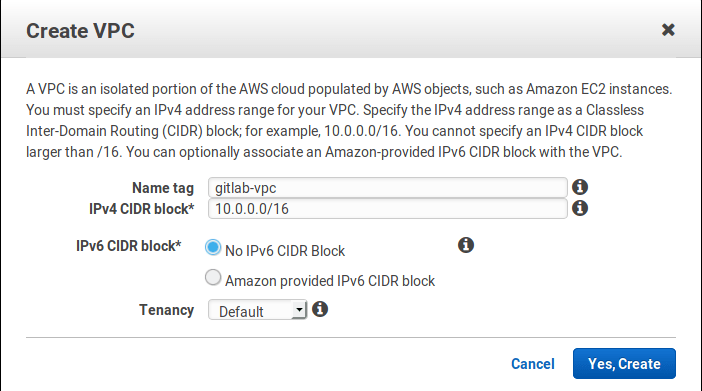 Create VPC
A VPC is an isolated portion of the AWS cloud populated by AWS objects, such as Amazon EC2 instances.
You must specify an IPv4 address range for your VPC. Specify the IPv4 address range as a Classless
Inter-Domain Routing (CIDR) block; for example, 10.0.0.0/16. You cannot specify an IPv4 CIDR block
larger than /16. You can optionally associate an Amazon-provided IPv6 CIDR block with the VPC.
Name tag gitlab-vpc
IPv4 CIDR block* 10.0.0.0/16
IPv6 CIDR block* No IPv6 CIDR Block
Amazon provided IPv6 CIDR block
Tenancy Default
Cancel Yes, Create